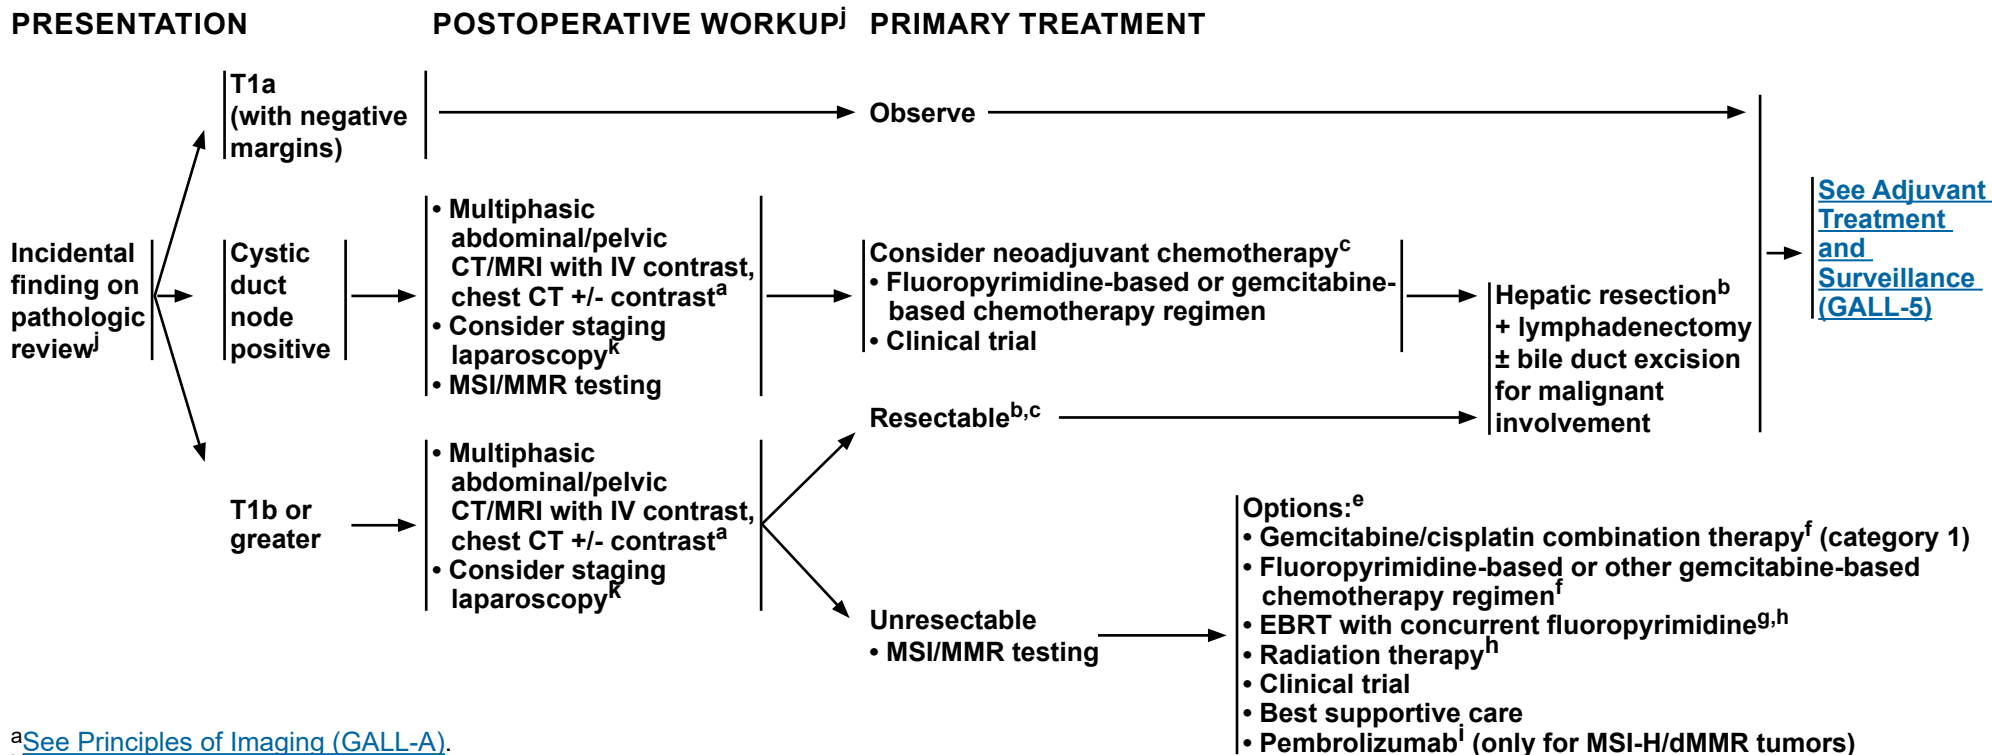 PRESENTATION
POSTOPERATIVE WORKUPj
PRIMARY TREATMENT
T1a
(with negative
margins)
Observe
Incidental
finding on
pathologic
reviewj
Cystic
duct
node
positive
• Multiphasic
abdominal/pelvic
CT/MRI with IV contrast,
chest CT +/- contrasta
• Consider staging
laparoscopyk
• MSI/MMR testing
Consider neoadjuvant chemotherapyc
• Fluoropyrimidine-based or gemcitabine-
based chemotherapy regimen
• Clinical trial
Hepatic resectionb
+ lymphadenectomy
± bile duct excision
for malignant
involvement
See Adjuvant
Treatment
and
Surveillance
(GALL-5)
T1b or
greater
• Multiphasic
abdominal/pelvic
CT/MRI with IV contrast,
chest CT +/- contrasta
• Consider staging
laparoscopyk
Resectableb,c
Unresectable
• MSI/MMR testing
Options:e
• Gemcitabine/cisplatin combination therapyf (category 1)
• Fluoropyrimidine-based or other gemcitabine-based
chemotherapy regimenf
• EBRT with concurrent fluoropyrimidineg,h
• Radiation therapyh
• Clinical trial
• Best supportive care
• Pembrolizumabi (only for MSI-H/dMMR tumors)
aSee Principles of Imaging (GALL-A).